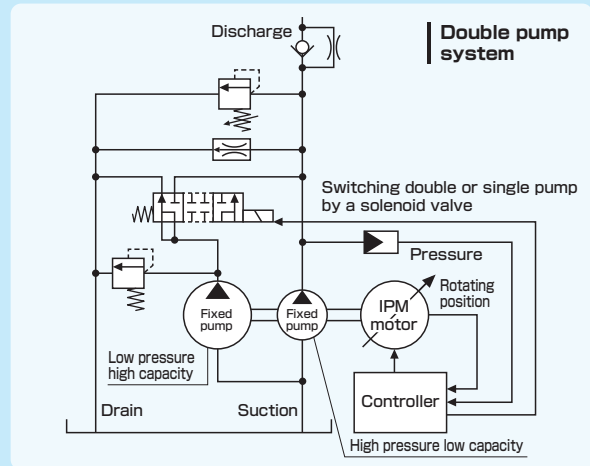 Discharge
Double pump
system
Switching double or single pump
by a solenoid valve
Pressure
Rotating
position
Fixed
pump
Fixed
pump
IPM
motor
Low pressure
high capacity
Drain
Suction
Controller
High pressure low capacity